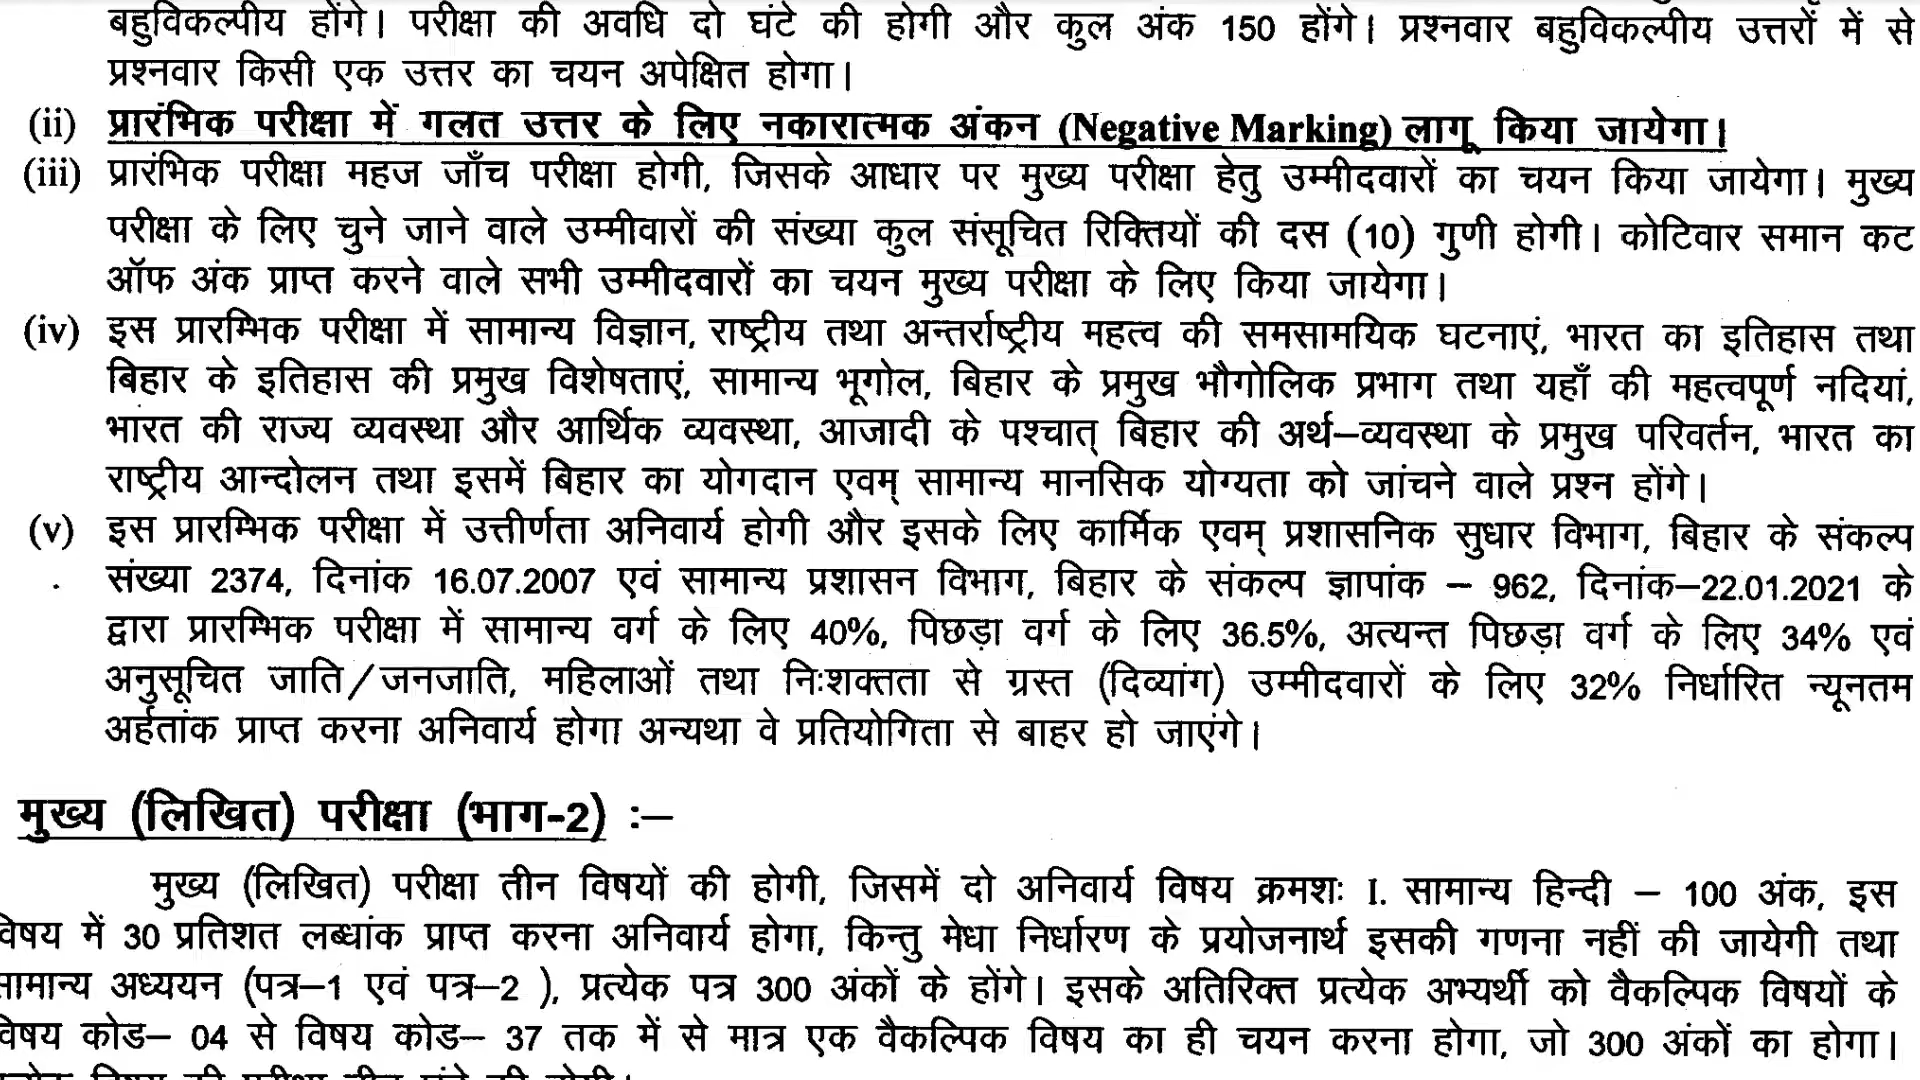 बहुविकल्पीय होंगे। परीक्षा की अवधि दो घंटे की होगी और कुल अंक 150 होंगे। प्रश्नवार बहुविकल्पीय उत्तरों में से
प्रश्नवार किसी एक उत्तर का चयन अपेक्षित होगा।
(ii) प्रारंभिक परीक्षा में गलत उत्तर के लिए नकारात्मक अंकन (Negative Marking) लागू किया जायेगा।
(iii) प्रारंभिक परीक्षा महज जाँच परीक्षा होगी, जिसके आधार पर मुख्य परीक्षा हेतु उम्मीदवारों का चयन किया जायेगा। मुख्य
परीक्षा के लिए चुने जाने वाले उम्मीवारों की संख्या कुल संसूचित रिक्तियों की दस (10) गुणी होगी। कोटिवार समान कट
ऑफ अंक प्राप्त करने वाले सभी उम्मीदवारों का चयन मुख्य परीक्षा के लिए किया जायेगा।
(iv) इस प्रारम्भिक परीक्षा में सामान्य विज्ञान, राष्ट्रीय तथा अन्तर्राष्ट्रीय महत्व की समसामयिक घटनाएं, भारत का इतिहास तथा
बिहार के इतिहास की प्रमुख विशेषताएं, सामान्य भूगोल, बिहार के प्रमुख भौगोलिक प्रभाग तथा यहाँ की महत्वपूर्ण नदियां,
भारत की राज्य व्यवस्था और आर्थिक व्यवस्था, आजादी के पश्चात् बिहार की अर्थ–व्यवस्था के प्रमुख परिवर्तन, भारत का
राष्ट्रीय आन्दोलन तथा इसमें बिहार का योगदान एवम् सामान्य मानसिक योग्यता को जांचने वाले प्रश्न होंगे।
(v) इस प्रारम्भिक परीक्षा में उत्तीर्णता अनिवार्य होगी और इसके लिए कार्मिक एवम् प्रशासनिक सुधार विभाग, बिहार के संकल्प
संख्या 2374, दिनांक 16.07.2007 एवं सामान्य प्रशासन विभाग, बिहार के संकल्प ज्ञापांक – 962, दिनांक–22.01.2021 के
द्वारा प्रारम्भिक परीक्षा में सामान्य वर्ग के लिए 40%, पिछड़ा वर्ग के लिए 36.5%, अत्यन्त पिछड़ा वर्ग के लिए 34% एवं
अनुसूचित जाति/जनजाति, महिलाओं तथा निःशक्तता से ग्रस्त (दिव्यांग) उम्मीदवारों के लिए 32% निर्धारित न्यूनतम
अर्हतांक प्राप्त करना अनिवार्य होगा अन्यथा वे प्रतियोगिता से बाहर हो जाएंगे।
मुख्य (लिखित) परीक्षा (भाग-2) :–
मुख्य (लिखित) परीक्षा तीन विषयों की होगी, जिसमें दो अनिवार्य विषय क्रमशः I. सामान्य हिन्दी – 100 अंक, इस
विषय में 30 प्रतिशत लब्धांक प्राप्त करना अनिवार्य होगा, किन्तु मेधा निर्धारण के प्रयोजनार्थ इसकी गणना नहीं की जायेगी तथा
सामान्य अध्ययन (पत्र–1 एवं पत्र–2 ), प्रत्येक पत्र 300 अंकों के होंगे। इसके अतिरिक्त प्रत्येक अभ्यर्थी को वैकल्पिक विषयों के
विषय कोड– 04 से विषय कोड– 37 तक में से मात्र एक वैकल्पिक विषय का ही चयन करना होगा, जो 300 अंकों का होगा।